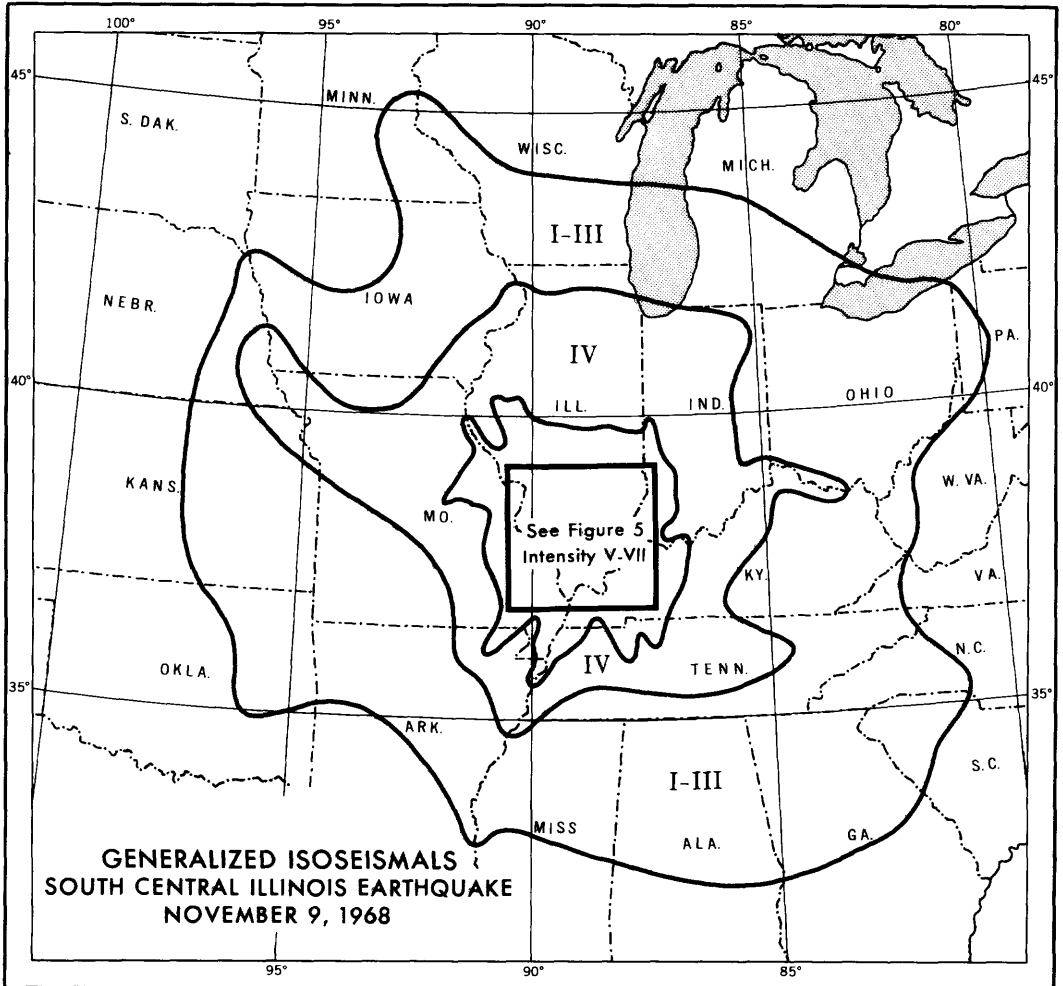 100° 95° 90° 85° 80°
45° 45°
MINN.
S. DAK.
WISC.
MICH.
I-III
NEBR.
IOWA
PA.
IV
40° 40°
ILL. IND. OHIO
KANS.
W. VA.
MO.
See Figure 5
Intensity V-VII
KY. VA.
N.C.
OKLA.
IV TENN.
35° 35°
ARK.
S.C.
I-III
MISS ALA. GA.
GENERALIZED ISOSEISMALS
SOUTH CENTRAL ILLINOIS EARTHQUAKE
NOVEMBER 9, 1968
95° 90° 85°